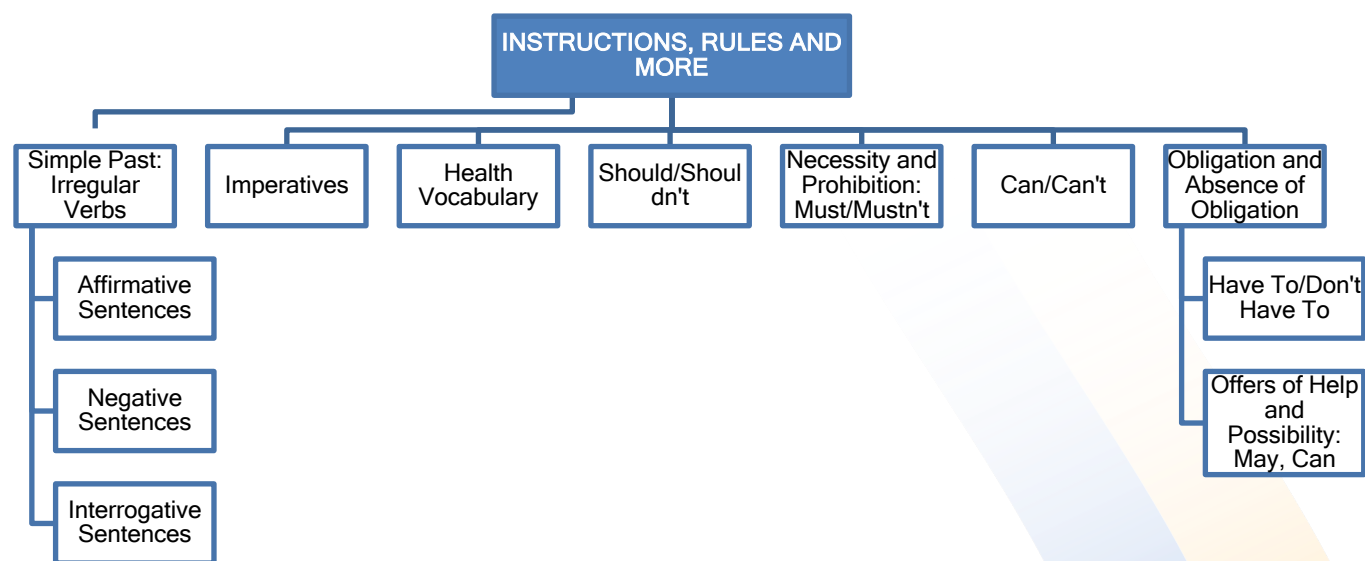 INSTRUCTIONS, RULES AND
MORE
Simple Past:
Irregular
Verbs
Imperatives
Health
Vocabulary
Should/Shoul
dn't
Necessity and
Prohibition:
Must/Mustn't
Can/Can't
Obligation and
Absence of
Obligation
Affirmative
Sentences
Negative
Sentences
Interrogative
Sentences
Have To/Don't
Have To
Offers of Help
and
Possibility:
May, Can